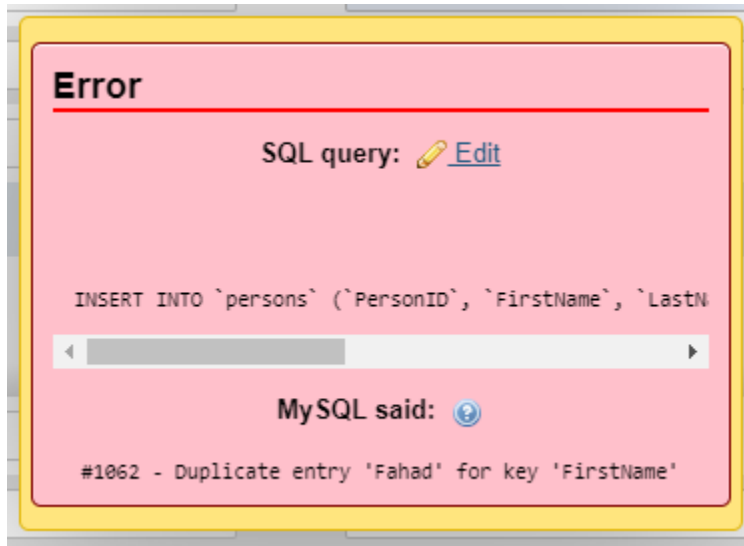 Error
SQL query: Edit
INSERT INTO `persons` (`PersonID`, `FirstName`, `LastN
MySQL said:
#1062 - Duplicate entry 'Fahad' for key 'FirstName'